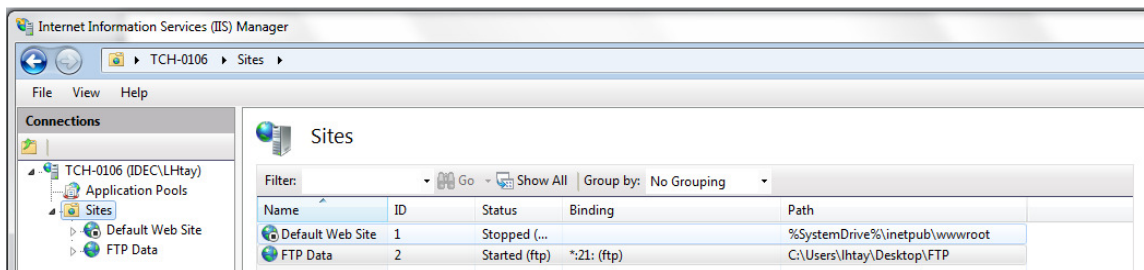 Internet Information Services (IIS) Manager
TCH-0106 Sites
File View Help
Connections
Sites
TCH-0106 (IDEC\LHtay)
Application Pools
Sites
Default Web Site
FTP Data
Filter: Go Show All Group by: No Grouping
Name ID Status Binding Path
Default Web Site 1 Stopped (... %SystemDrive%\inetpub\wwwroot
FTP Data 2 Started (ftp) *:21: (ftp) C:\Users\lhtay\Desktop\FTP